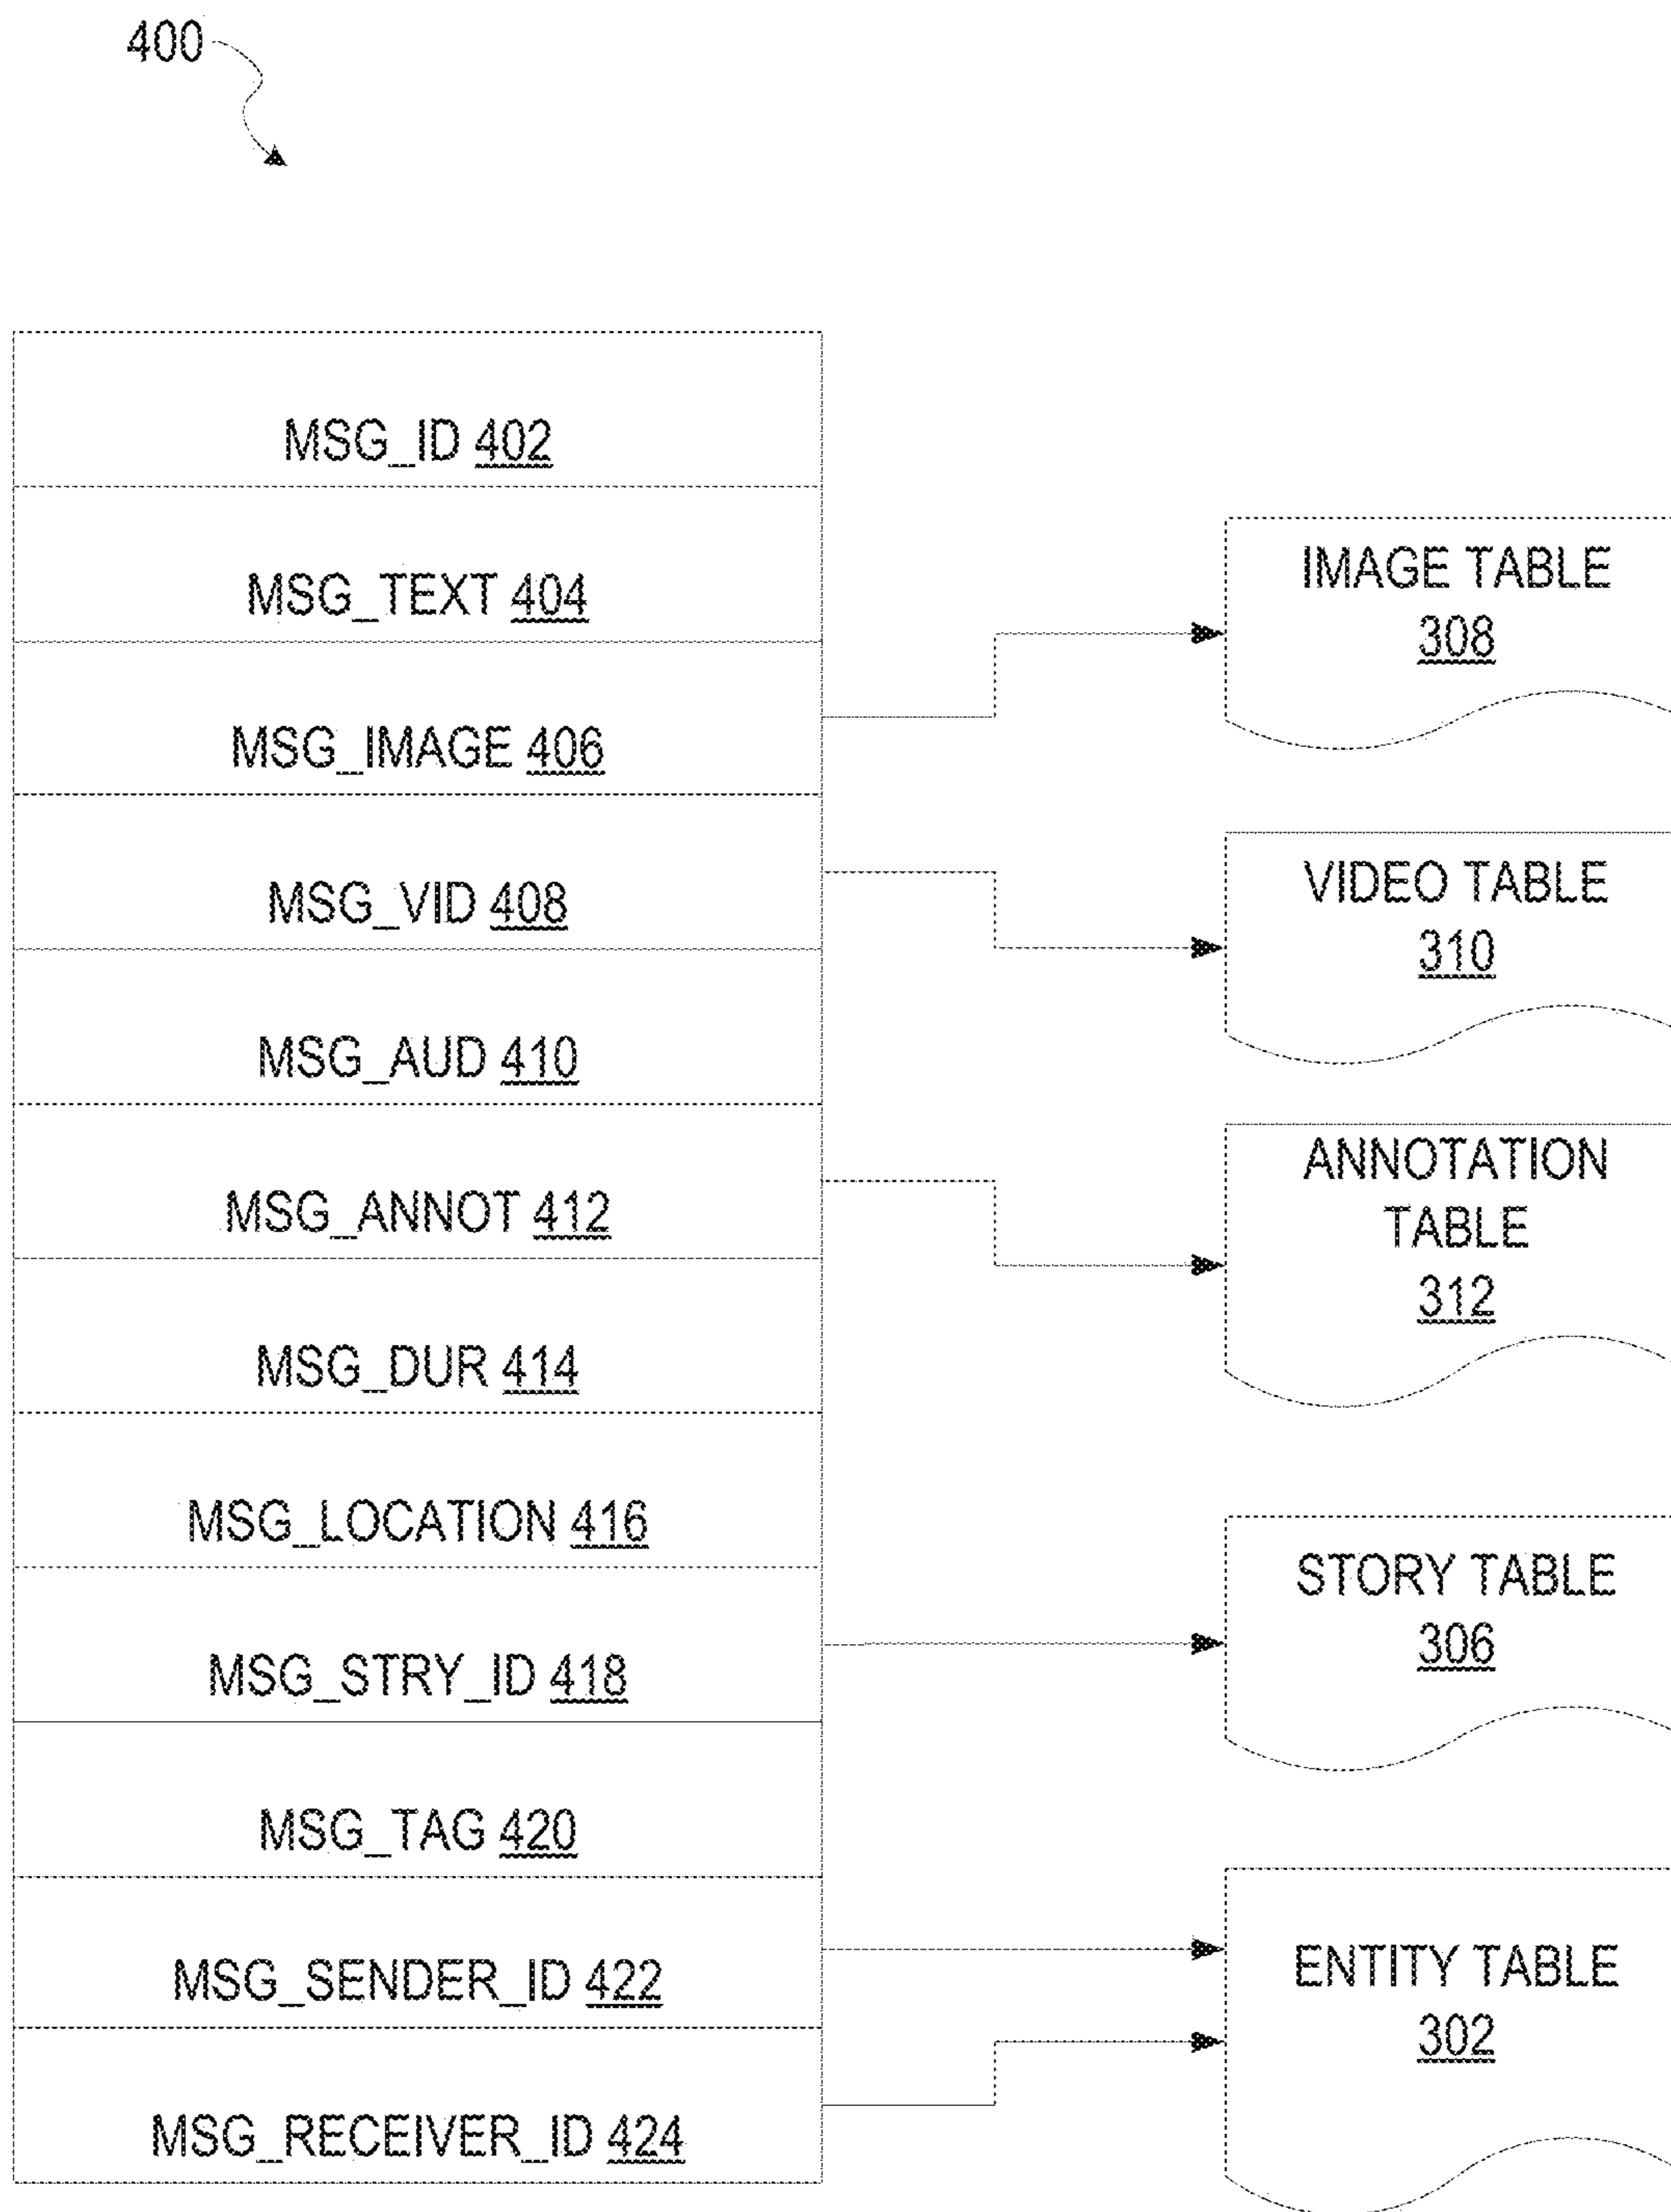 400
MSG_ID 402
MSG_TEXT 404
MSG_IMAGE 406
MSG_VID 408
MSG_AUD 410
MSG_ANNOT 412
MSG_DUR 414
MSG_LOCATION 416
MSG_STRY_ID 418
MSG_TAG 420
MSG_SENDER_ID 422
MSG_RECEIVER_ID 424
IMAGE TABLE
308
VIDEO TABLE
310
ANNOTATION
TABLE
312
STORY TABLE
306
ENTITY TABLE
302